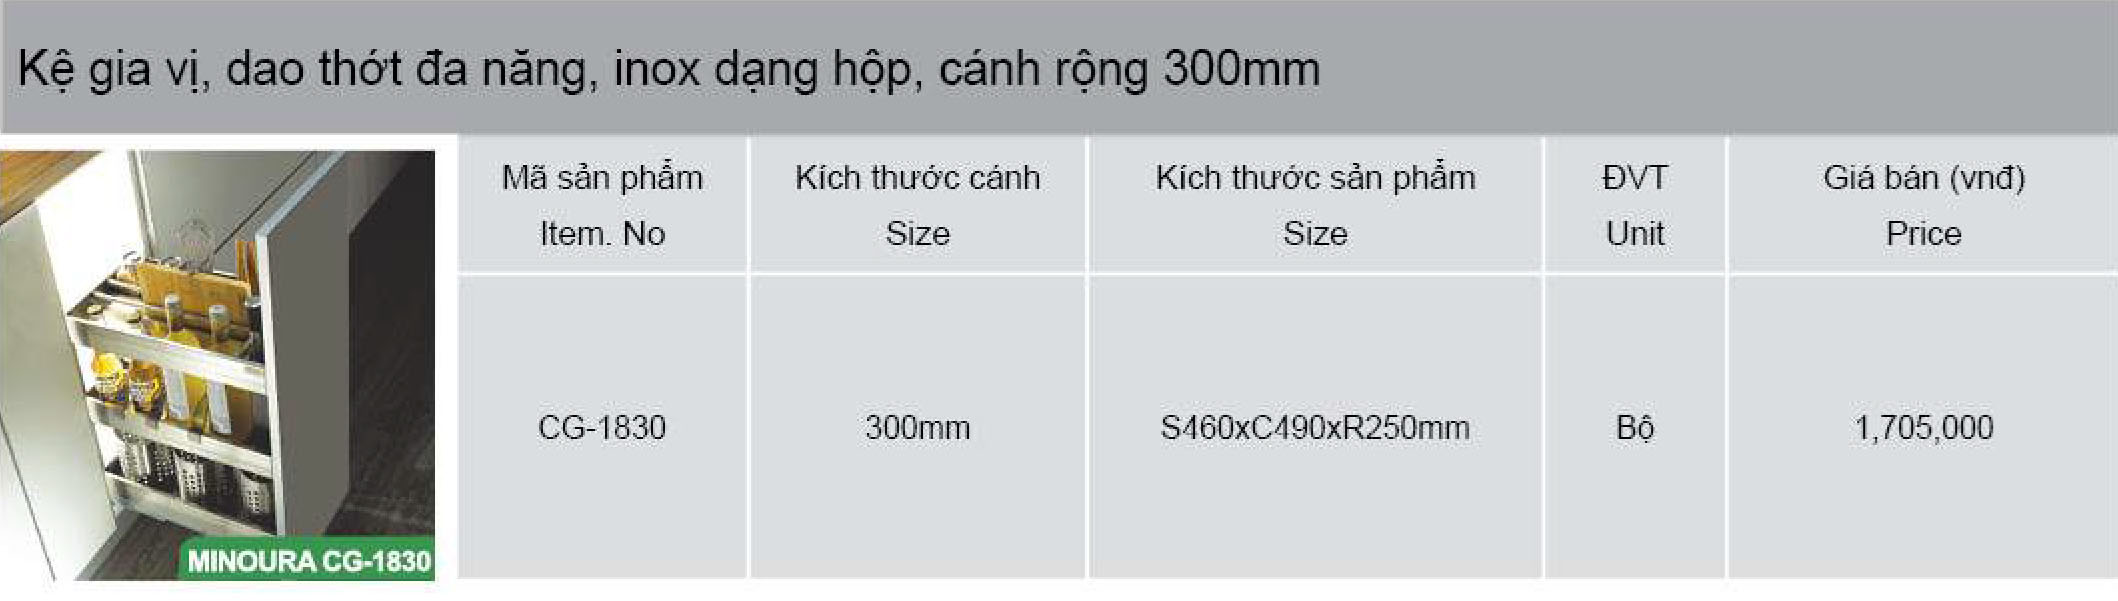 Kệ gia vị, dao thớt đa năng, inox dạng hộp, cánh rộng 300mm
Mã sản phẩm
Item. No
Kích thước cánh
Size
Kích thước sản phẩm
Size
ĐVT
Unit
Giá bán (vnđ)
Price
CG-1830
300mm
S460xC490xR250mm
Bộ
1,705,000
MINOURA CG-1830